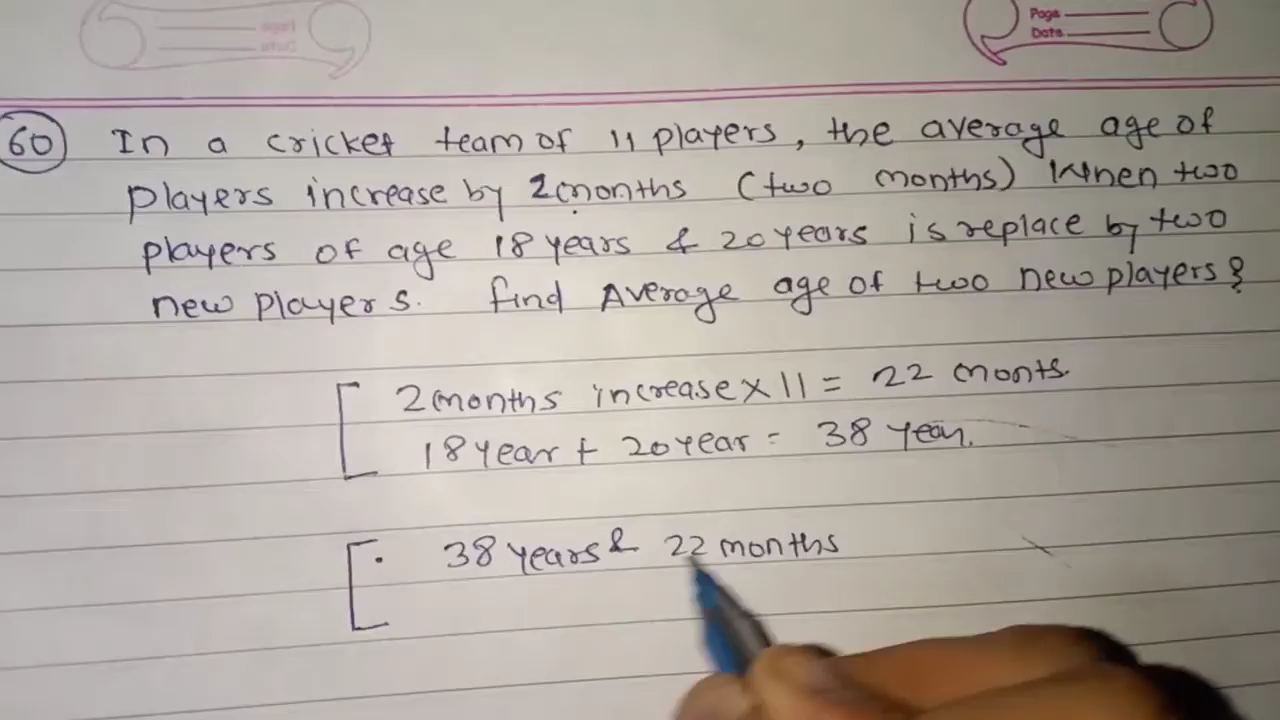 Page
Date
60 In a cricket team of 11 players, the average age of
players increase by 2months (two months) When two
players of age 18 years & 20 years is replace by two
new players. find Average age of two new players?
2months increase x 11 = 22 monts.
18 year + 20 year = 38 year.
38 years & 22 months